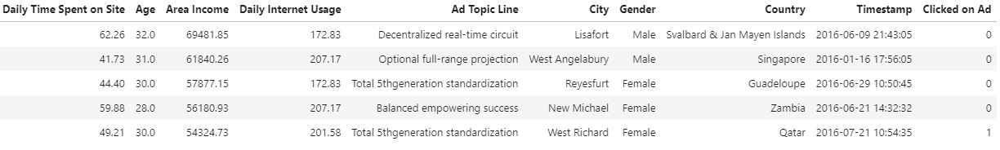 Daily Time Spent on Site Age Area Income Daily Internet Usage Ad Topic Line City Gender Country Timestamp Clicked on Ad
62.26 32.0 69481.85 172.83 Decentralized real-time circuit Lisafort Male Svalbard & Jan Mayen Islands 2016-06-09 21:43:05 0
41.73 31.0 61840.26 207.17 Optional full-range projection West Angelabury Male Singapore 2016-01-16 17:56:05 0
44.40 30.0 57877.15 172.83 Total 5thgeneration standardization Reyesfurt Female Guadeloupe 2016-06-29 10:50:45 0
59.88 28.0 56180.93 207.17 Balanced empowering success New Michael Female Zambia 2016-06-21 14:32:32 0
49.21 30.0 54324.73 201.58 Total 5thgeneration standardization West Richard Female Qatar 2016-07-21 10:54:35 1